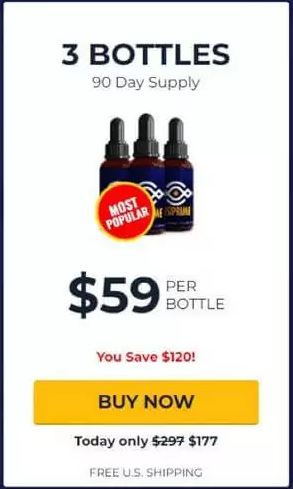 3 BOTTLES
90 Day Supply
MOST
POPULAR
$59
PER
BOTTLE
You Save $120!
BUY NOW
Today only $297 $177
FREE U.S. SHIPPING